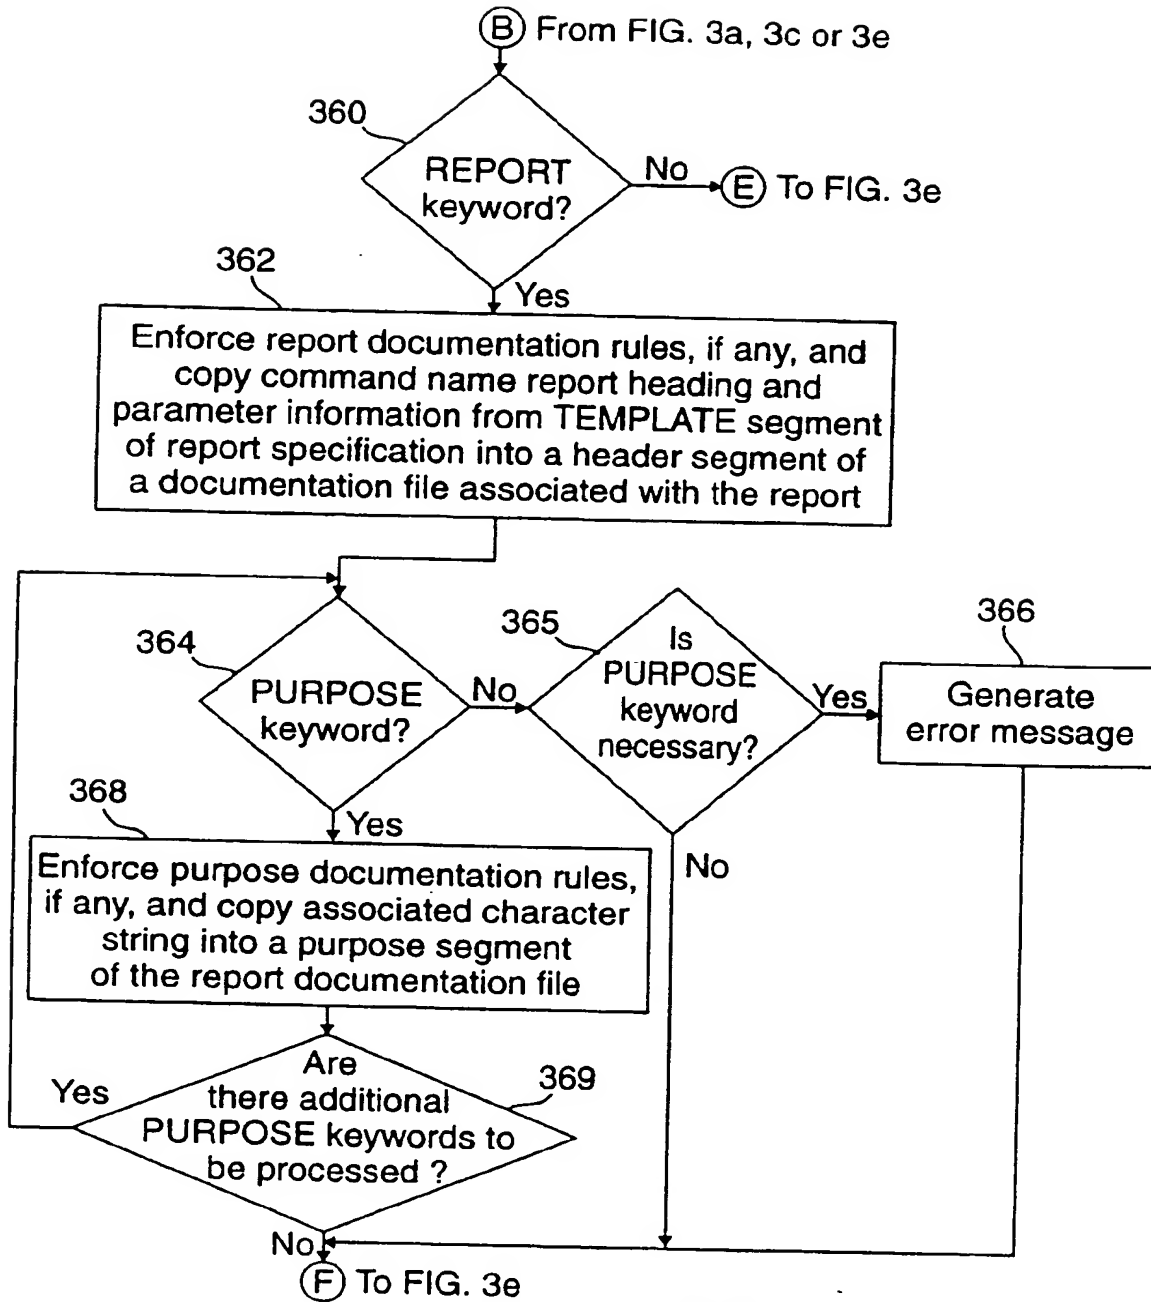 B From FIG. 3a, 3c or 3e
360
REPORT
keyword?
No
E To FIG. 3e
362
Yes
Enforce report documentation rules, if any, and
copy command name report heading and
parameter information from TEMPLATE segment
of report specification into a header segment of
a documentation file associated with the report
364
PURPOSE
keyword?
No
365
Is
PURPOSE
keyword
necessary?
Yes
366
Generate
error message
368
Yes
No
Enforce purpose documentation rules,
if any, and copy associated character
string into a purpose segment
of the report documentation file
Yes
Are
there additional
PURPOSE keywords to
be processed ?
369
No
F To FIG. 3e